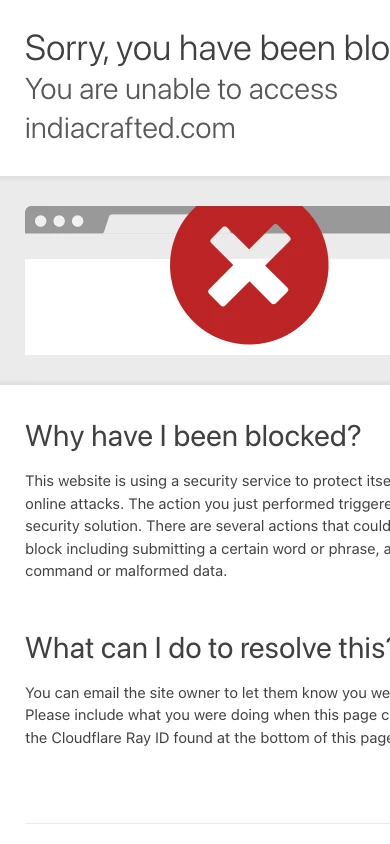 Sorry, you have been blo
You are unable to access
indiacrafted.com
Why have I been blocked?
This website is using a security service to protect itse
online attacks. The action you just performed triggere
security solution. There are several actions that could
block including submitting a certain word or phrase, a
command or malformed data.
What can I do to resolve this?
You can email the site owner to let them know you we
Please include what you were doing when this page c
the Cloudflare Ray ID found at the bottom of this page